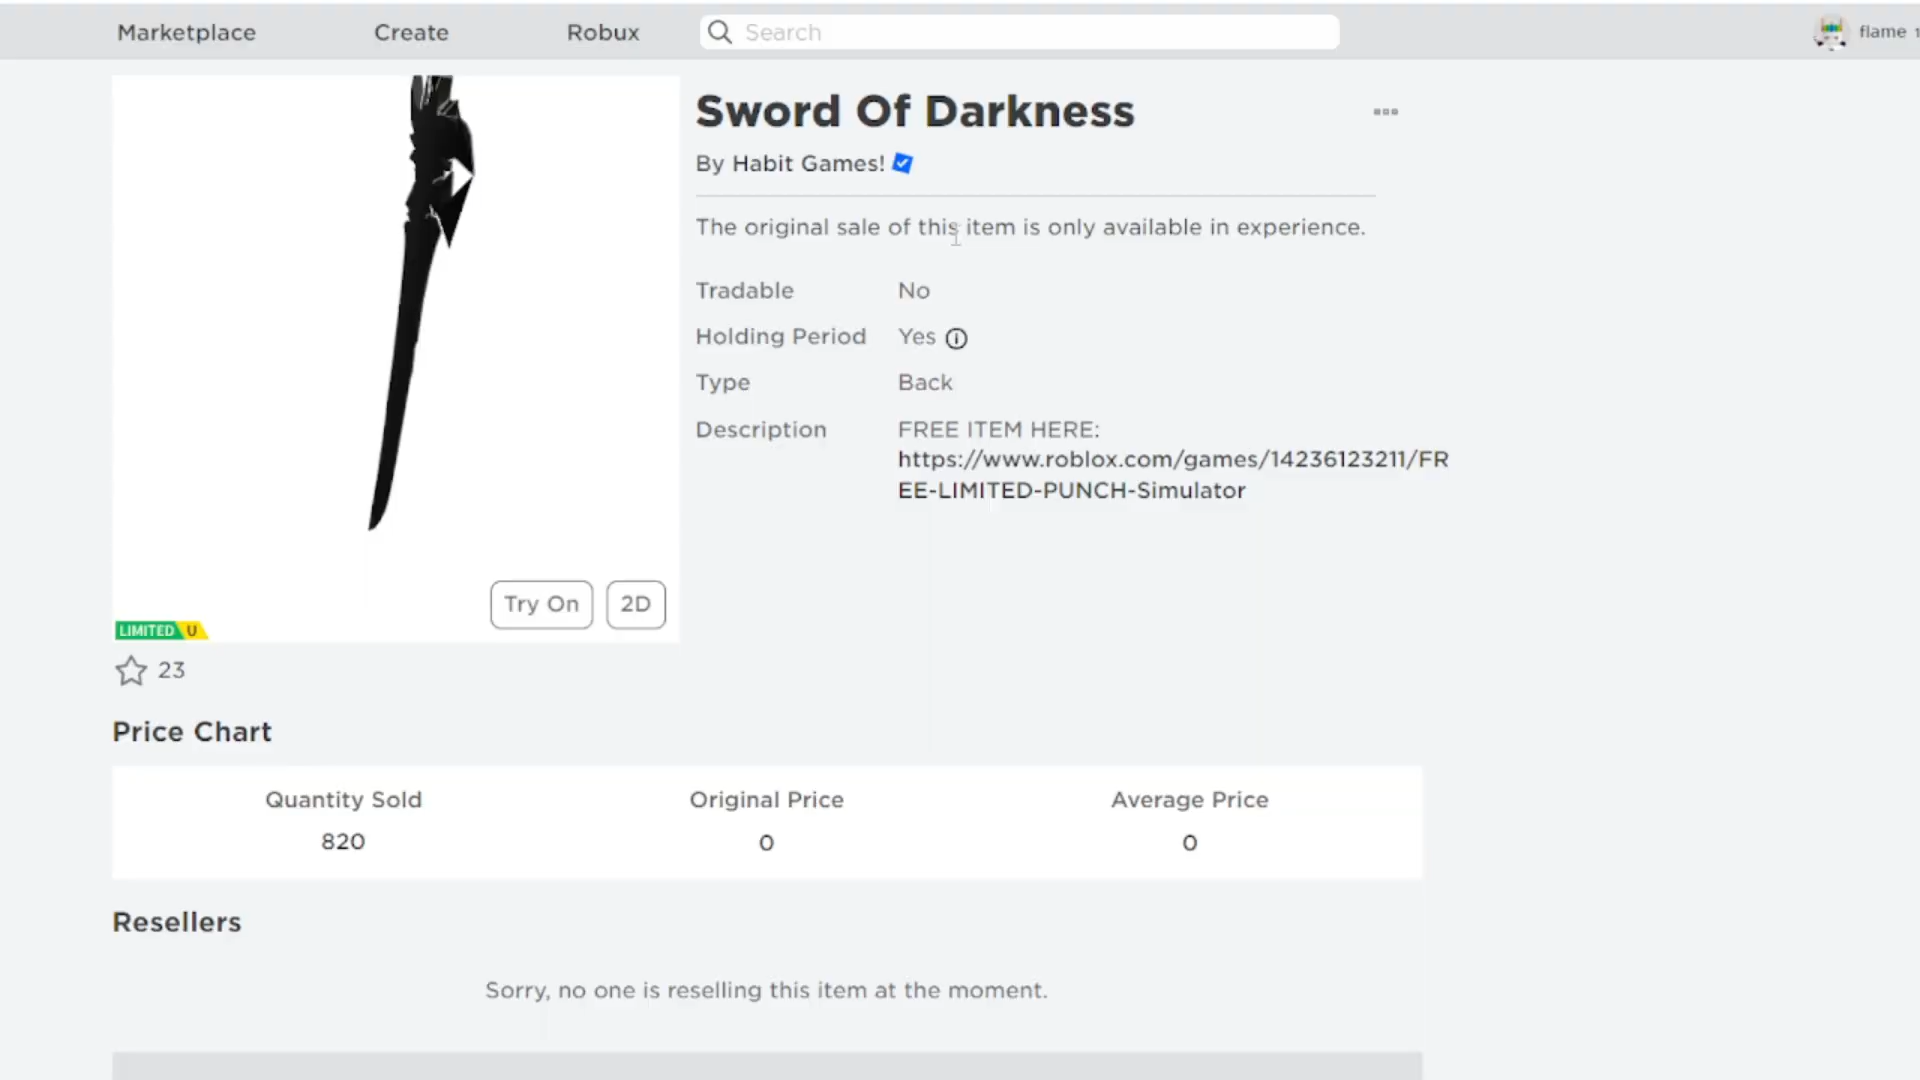 Marketplace Create Robux Search flame
Sword Of Darkness
By Habit Games!
The original sale of this item is only available in experience.
Tradable No
Holding Period Yes
Type Back
Description FREE ITEM HERE:
https://www.roblox.com/games/14236123211/FR
EE-LIMITED-PUNCH-Simulator
Try On 2D
LIMITED U
23
Price Chart
Quantity Sold Original Price Average Price
820 0 0
Resellers
Sorry, no one is reselling this item at the moment.